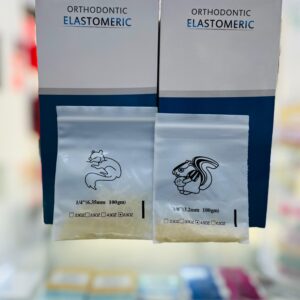 ORTHODONTIC
ELASTOMERIC
ORTHODONTIC
ELASTOMERIC
1/4"(6.35mm 100gm)
1/8"(3.2mm 100gm)